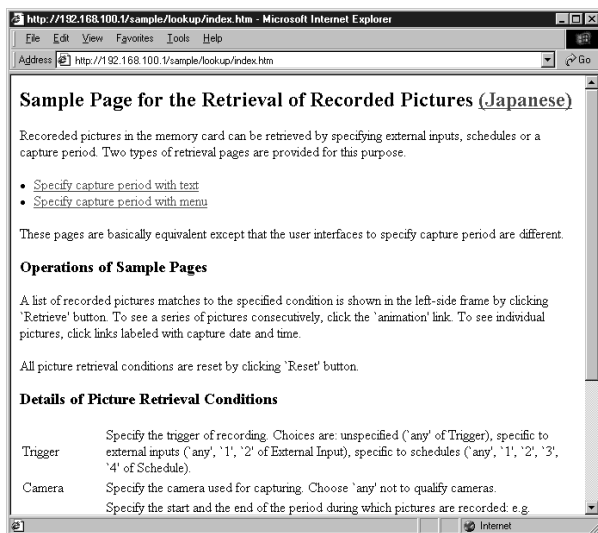 http://192.168.100.1/sample/lookup/index.htm - Microsoft Internet Explorer
File Edit View Favorites Tools Help
Address http://192.168.100.1/sample/lookup/index.htm Go
Sample Page for the Retrieval of Recorded Pictures (Japanese)
Recoreded pictures in the memory card can be retrieved by specifying external inputs, schedules or a
capture period. Two types of retrieval pages are provided for this purpose.
• Specify capture period with text
• Specify capture period with menu
These pages are basically equivalent except that the user interfaces to specify capture period are different.
Operations of Sample Pages
A list of recorded pictures matches to the specified condition is shown in the left-side frame by clicking
`Retrieve' button. To see a series of pictures consecutively, click the `animation' link. To see individual
pictures, click links labeled with capture date and time.
All picture retrieval conditions are reset by clicking `Reset' button.
Details of Picture Retrieval Conditions
Specify the trigger of recording. Choices are: unspecified (`any' of Trigger), specific to
Trigger external inputs (`any', `1', `2' of External Input), specific to schedules (`any', `1', `2', `3',
`4' of Schedule).
Camera Specify the camera used for capturing. Choose `any' not to qualify cameras.
Specify the start and the end of the period during which pictures are recorded: e.g.
Internet